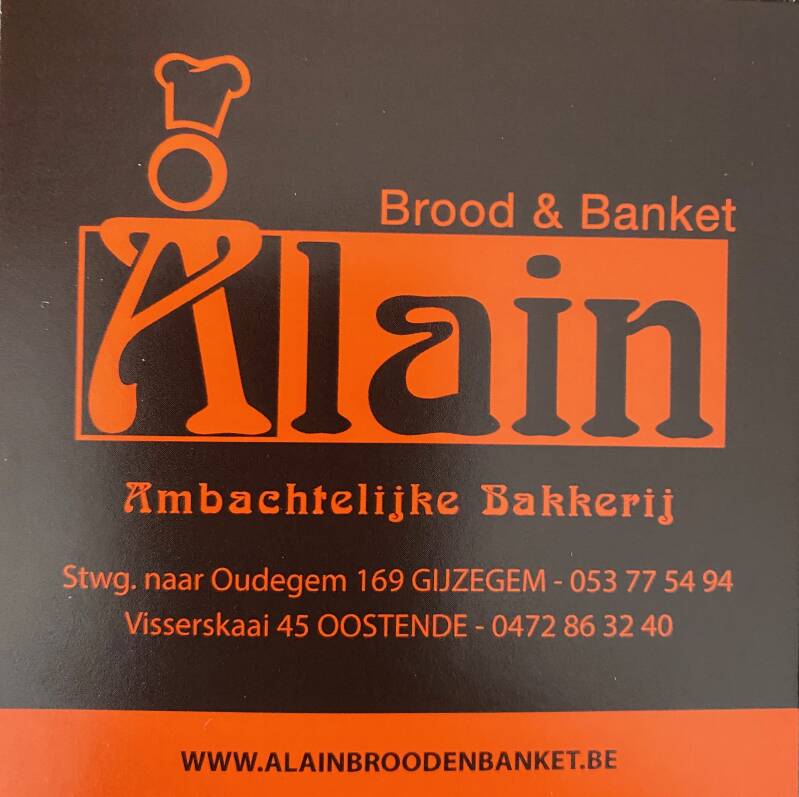 Brood & Banket
Alain
Ambachtelijke Bakkerij
Stwg. naar Oudegem 169 GIJZEGEM - 053 77 54 94
Visserskaai 45 OOSTENDE - 0472 86 32 40
WWW.ALAINBROODENBANKET.BE